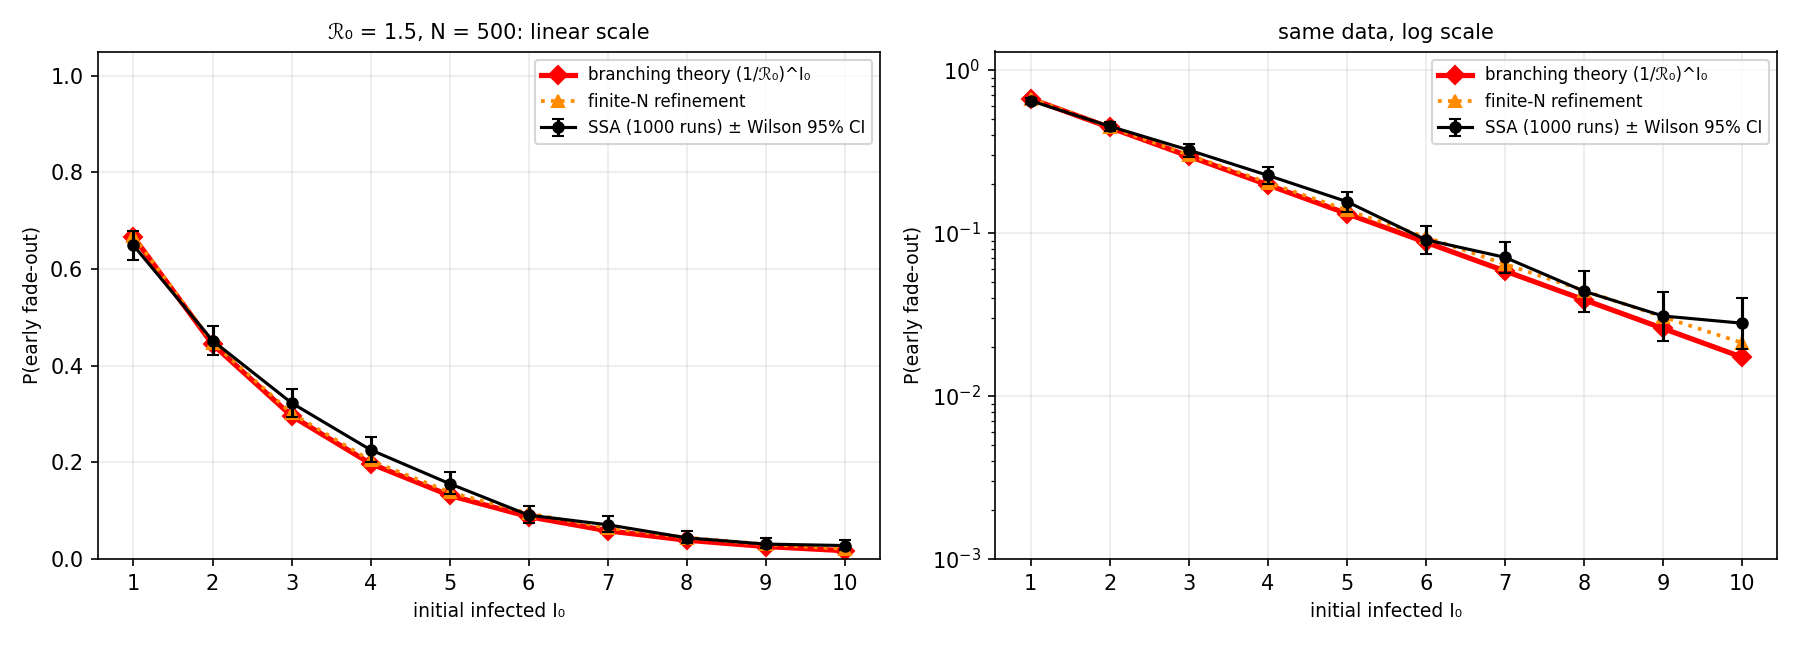 ℛ₀ = 1.5, N = 500: linear scale
branching theory (1/ℛ₀)^I₀
finite-N refinement
SSA (1000 runs) ± Wilson 95% CI
P(early fade-out)
1.0
0.8
0.6
0.4
0.2
0.0
1 2 3 4 5 6 7 8 9 10
initial infected I₀
same data, log scale
branching theory (1/ℛ₀)^I₀
finite-N refinement
SSA (1000 runs) ± Wilson 95% CI
P(early fade-out)
10⁰
10⁻¹
10⁻²
10⁻³
1 2 3 4 5 6 7 8 9 10
initial infected I₀